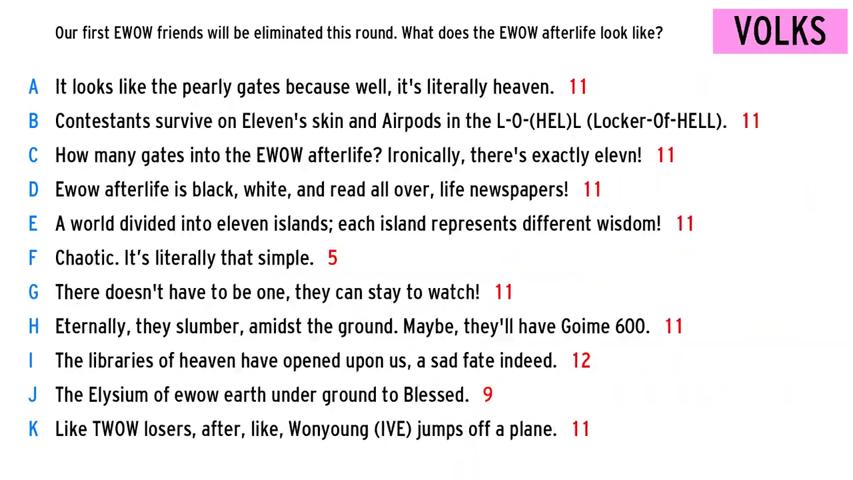 Our first EWOW friends will be eliminated this round. What does the EWOW afterlife look like?
VOLKS
A It looks like the pearly gates because well, it's literally heaven. 11
B Contestants survive on Eleven's skin and Airpods in the L-O-(HEL)L (Locker-Of-HELL). 11
C How many gates into the EWOW afterlife? Ironically, there's exactly elevn! 11
D Ewow afterlife is black, white, and read all over, life newspapers! 11
E A world divided into eleven islands; each island represents different wisdom! 11
F Chaotic. It’s literally that simple. 5
G There doesn't have to be one, they can stay to watch! 11
H Eternally, they slumber, amidst the ground. Maybe, they'll have Goime 600. 11
I The libraries of heaven have opened upon us, a sad fate indeed. 12
J The Elysium of ewow earth under ground to Blessed. 9
K Like TWOW losers, after, like, Wonyoung (IVE) jumps off a plane. 11